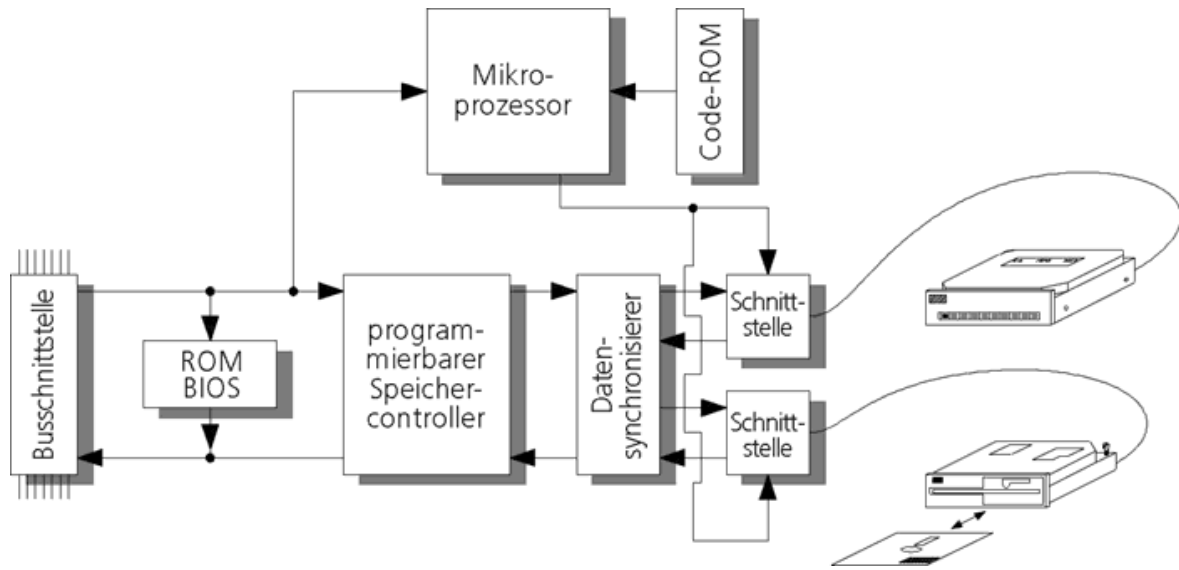 Mikro-
prozessor
Code-ROM
Busschnittstelle
ROM
BIOS
program-
mierbarer
Speicher-
controller
Daten-
synchronisierer
Schnitt-
stelle
Schnitt-
stelle